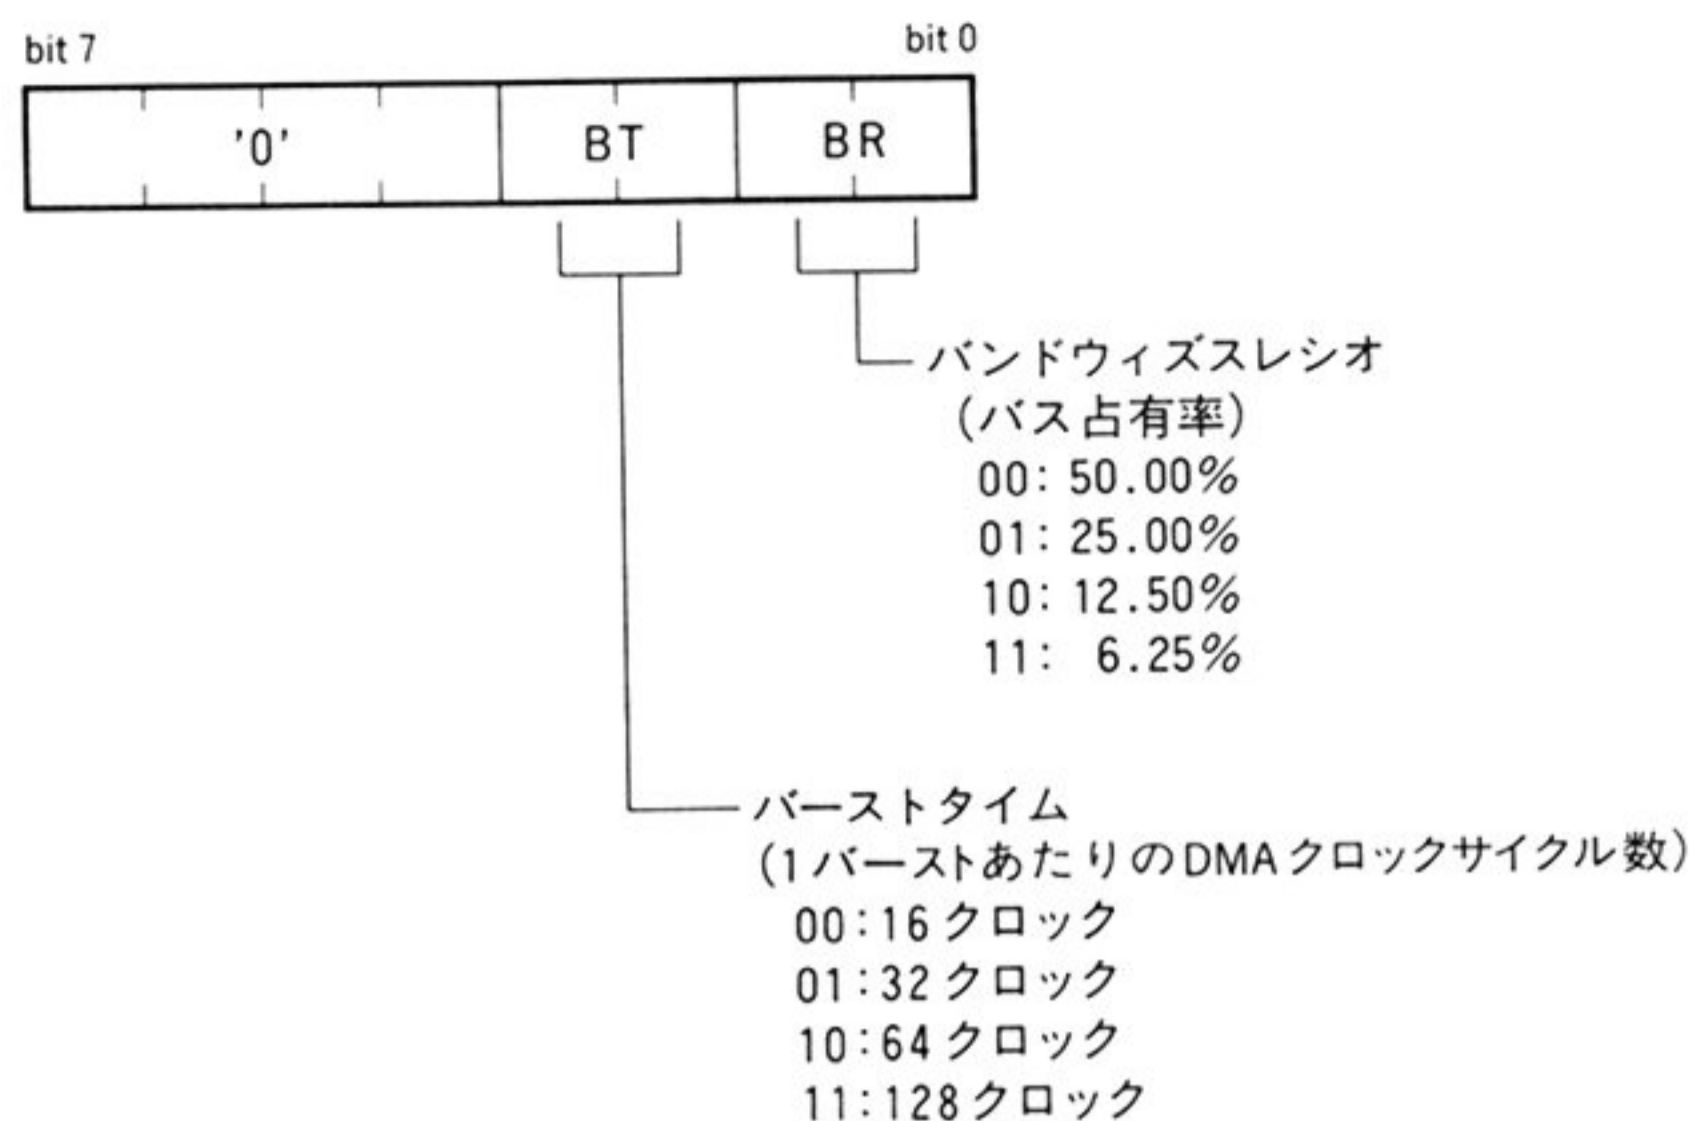 bit 7 bit 0
'0' BT BR
バンドウィズスレシオ
(バス占有率)
00: 50.00%
01: 25.00%
10: 12.50%
11: 6.25%
バーストタイム
(1バーストあたりのDMAクロックサイクル数)
00:16クロック
01:32クロック
10:64クロック
11:128クロック